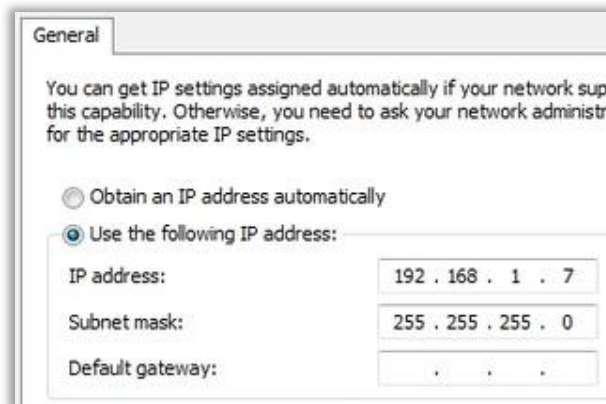 General
You can get IP settings assigned automatically if your network sup
this capability. Otherwise, you need to ask your network administr
for the appropriate IP settings.
Obtain an IP address automatically
Use the following IP address:
IP address: 192 . 168 . 1 . 7
Subnet mask: 255 . 255 . 255 . 0
Default gateway: . . .